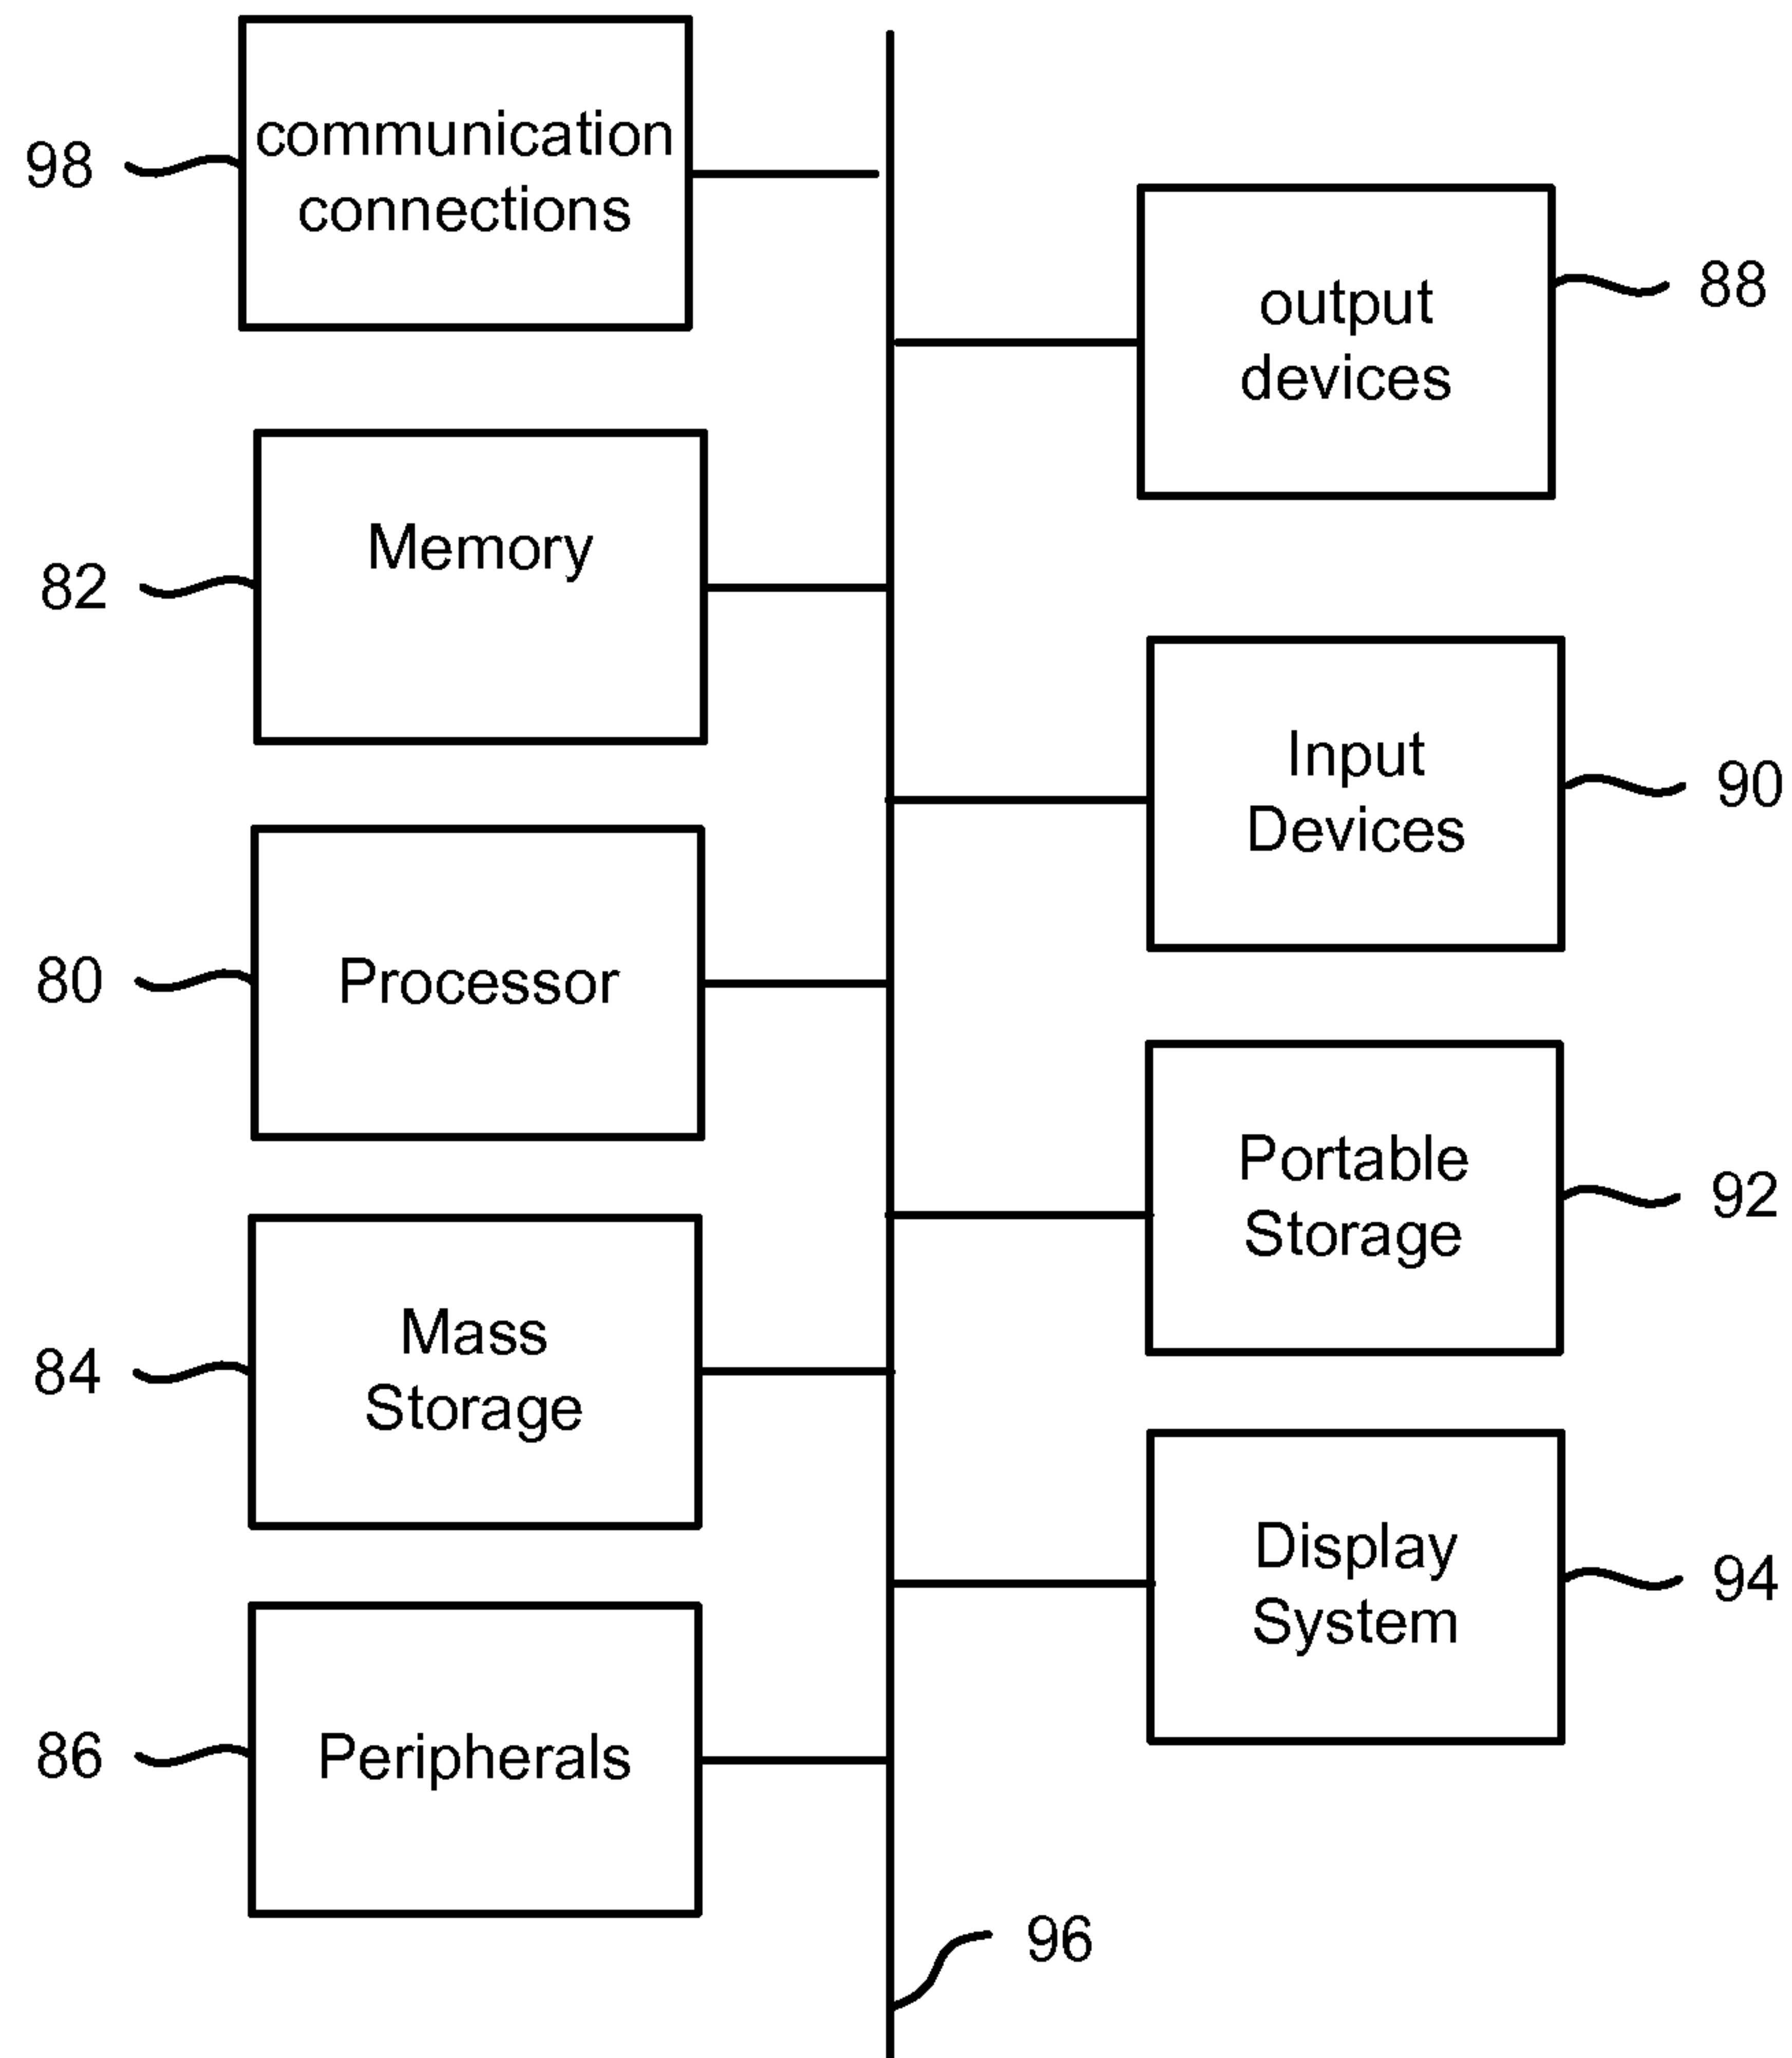 98
communication
connections
output
devices
88
82
Memory
Input
Devices
90
80
Processor
Portable
Storage
92
84
Mass
Storage
Display
System
94
86
Peripherals
96